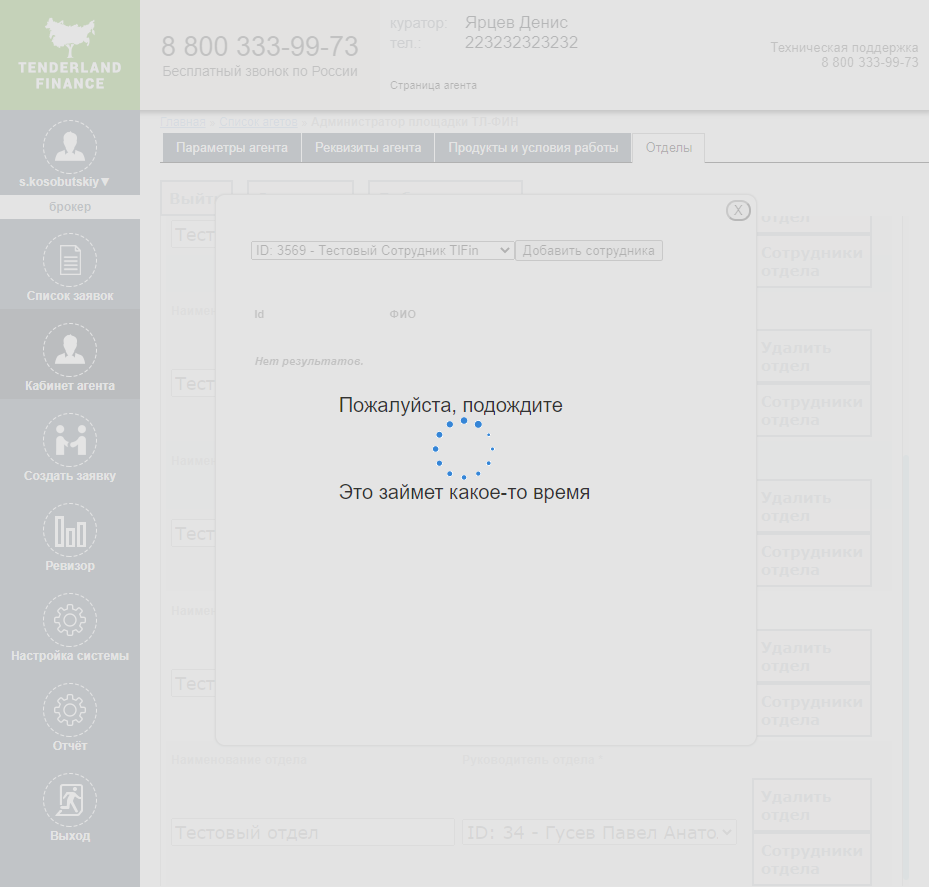 TENDERLAND
FINANCE
8 800 333-99-73
Бесплатный звонок по России
куратор: Ярцев Денис
тел.: 223232323232
Страница агента
Техническая поддержка
8 800 333-99-73
s.kosobutskiy▼
брокер
Список заявок
Кабинет агента
Создать заявку
Ревизор
Настройка системы
Отчёт
Выход
Главная » Список агетов » Администратор площадки ТЛ-ФИН
Параметры агента
Реквизиты агента
Продукты и условия работы
Отделы
X
ID: 3569 - Тестовый Сотрудник TlFin
Добавить сотрудника
Id ФИО
Нет результатов.
Пожалуйста, подождите
Это займет какое-то время
отдел
Сотрудники
отдела
Тест
Удалить
отдел
Тест
Сотрудники
отдела
Удалить
отдел
Тест
Сотрудники
отдела
Удалить
отдел
Тест
Сотрудники
отдела
Наименование отдела
Руководитель отдела *
Удалить
отдел
Тестовый отдел
ID: 34 - Гусев Павел Анато
Сотрудники
отдела